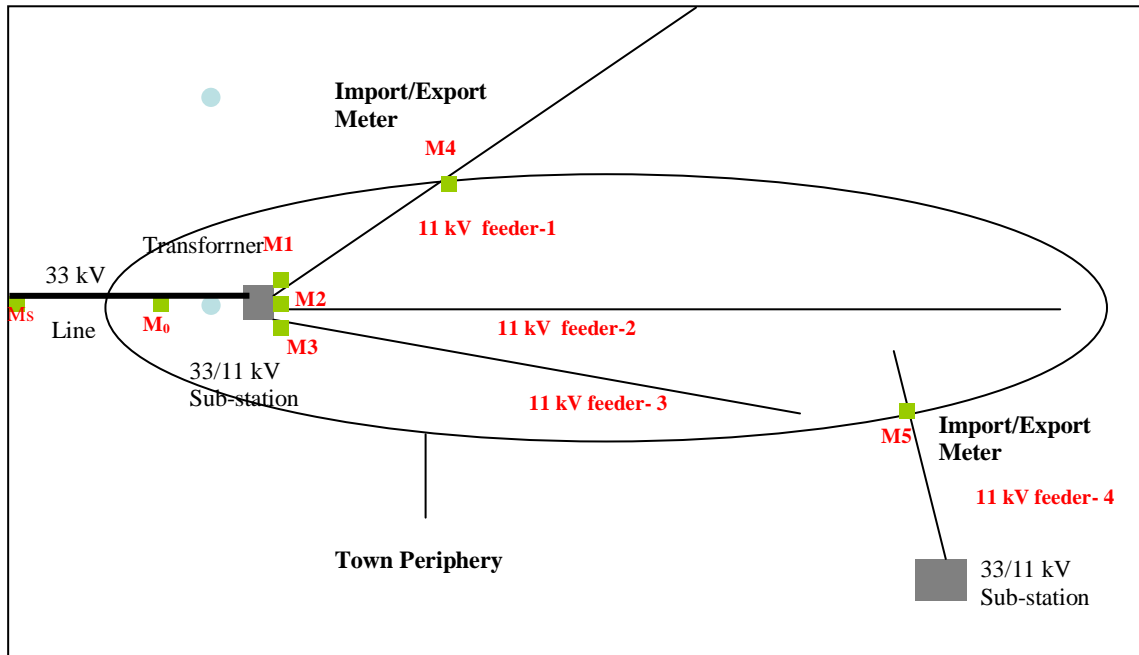 Import/Export
Meter
M4
11 kV feeder-1
Transforrner M1
33 kV
M2
Ms
Line
M₀
11 kV feeder-2
M3
33/11 kV
Sub-station
11 kV feeder- 3
M5
Import/Export
Meter
11 kV feeder- 4
Town Periphery
33/11 kV
Sub-station